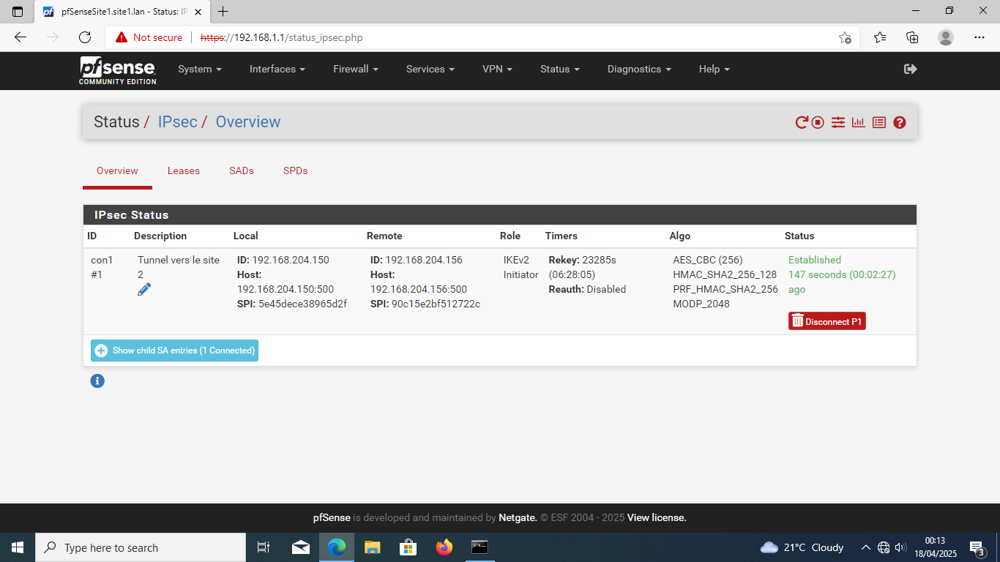 pfSenseSite1.site1.lan - Status: IP
Not secure
https://192.168.1.1/status_ipsec.php
pfsense
COMMUNITY EDITION
System
Interfaces
Firewall
Services
VPN
Status
Diagnostics
Help
Status / IPsec / Overview
Overview
Leases
SADs
SPDs
IPsec Status
ID Description Local Remote Role Timers Algo Status
con1
#1
Tunnel vers le site
2
ID: 192.168.204.150
Host:
192.168.204.150:500
SPI: 5e45dece38965d2f
ID: 192.168.204.156
Host:
192.168.204.156:500
SPI: 90c15e2bf512722c
IKEv2
Initiator
Rekey: 23285s
(06:28:05)
Reauth: Disabled
AES_CBC (256)
HMAC_SHA2_256_128
PRF_HMAC_SHA2_256
MODP_2048
Established
147 seconds (00:02:27)
ago
Disconnect P1
Show child SA entries (1 Connected)
pfSense is developed and maintained by Netgate. © ESF 2004 - 2025 View license.
Type here to search
21°C Cloudy
00:13
18/04/2025
3